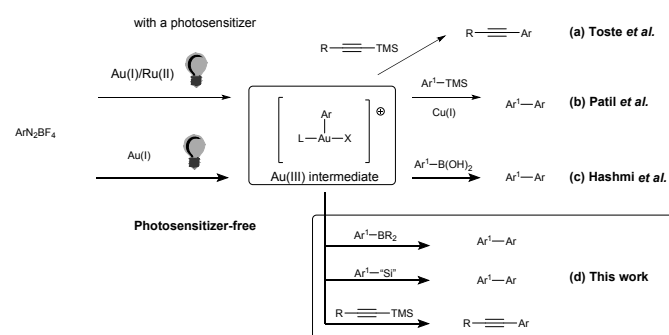 with a photosensitizer
R TMS
R Ar
(a) Toste et al.
Au(I)/Ru(II)
Ar¹—TMS
Cu(I)
Ar¹—Ar
(b) Patil et al.
Ar
L—Au—X
⊕
ArN₂BF₄
Au(I)
Au(III) intermediate
Ar¹—B(OH)₂
Ar¹—Ar
(c) Hashmi et al.
Photosensitizer-free
Ar¹—BR₂
Ar¹—Ar
Ar¹—"Si"
Ar¹—Ar
(d) This work
R TMS
R Ar